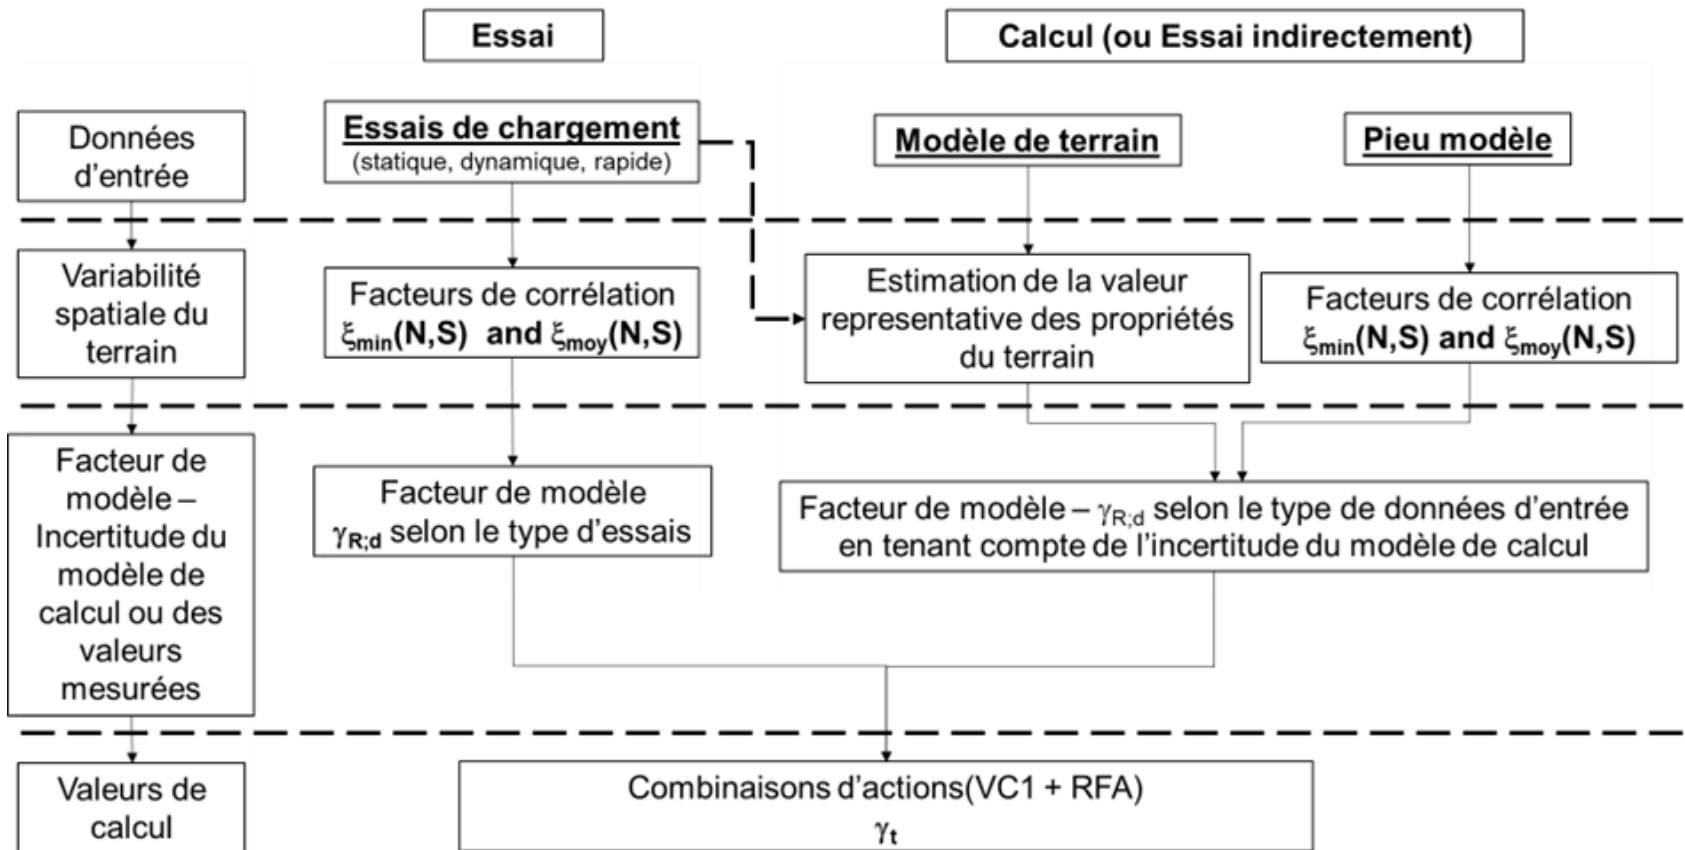 Essai
Calcul (ou Essai indirectement)
Données
d'entrée
Essais de chargement
(statique, dynamique, rapide)
Modèle de terrain
Pieu modèle
Variabilité
spatiale du
terrain
Facteurs de corrélation
ξmin(N,S) and ξmoy(N,S)
Estimation de la valeur
representative des propriétés
du terrain
Facteurs de corrélation
ξmin(N,S) and ξmoy(N,S)
Facteur de
modèle –
Incertitude du
modèle de
calcul ou des
valeurs
mesurées
Facteur de modèle
γR;d selon le type d'essais
Facteur de modèle – γR;d selon le type de données d'entrée
en tenant compte de l'incertitude du modèle de calcul
Valeurs de
calcul
Combinaisons d'actions(VC1 + RFA)
γt